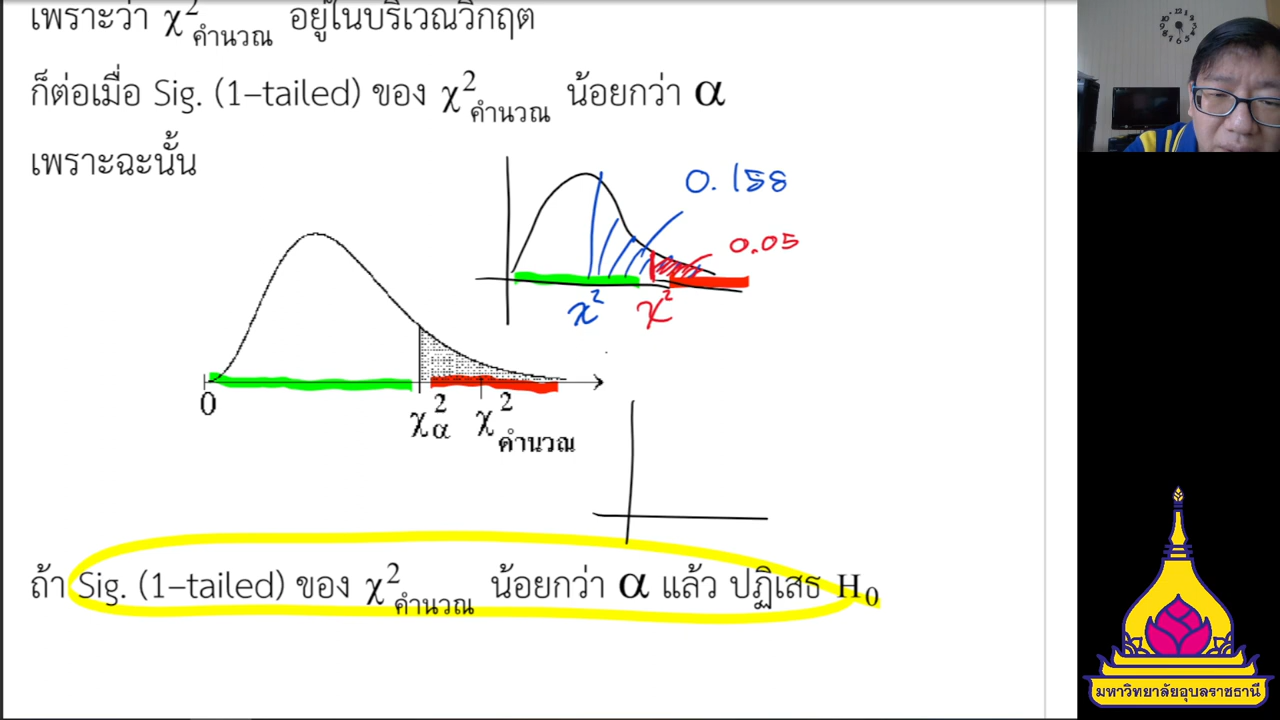 เพราะว่า χ²คำนวณ อยู่ในบริเวณวิกฤต
ก็ต่อเมื่อ Sig. (1–tailed) ของ χ²คำนวณ น้อยกว่า α
เพราะฉะนั้น
0.158
0.05
χ² χ²
0 χ²α χ²คำนวณ
ถ้า Sig. (1–tailed) ของ χ²คำนวณ น้อยกว่า α แล้ว ปฏิเสธ H₀
มหาวิทยาลัยอุบลราชธานี